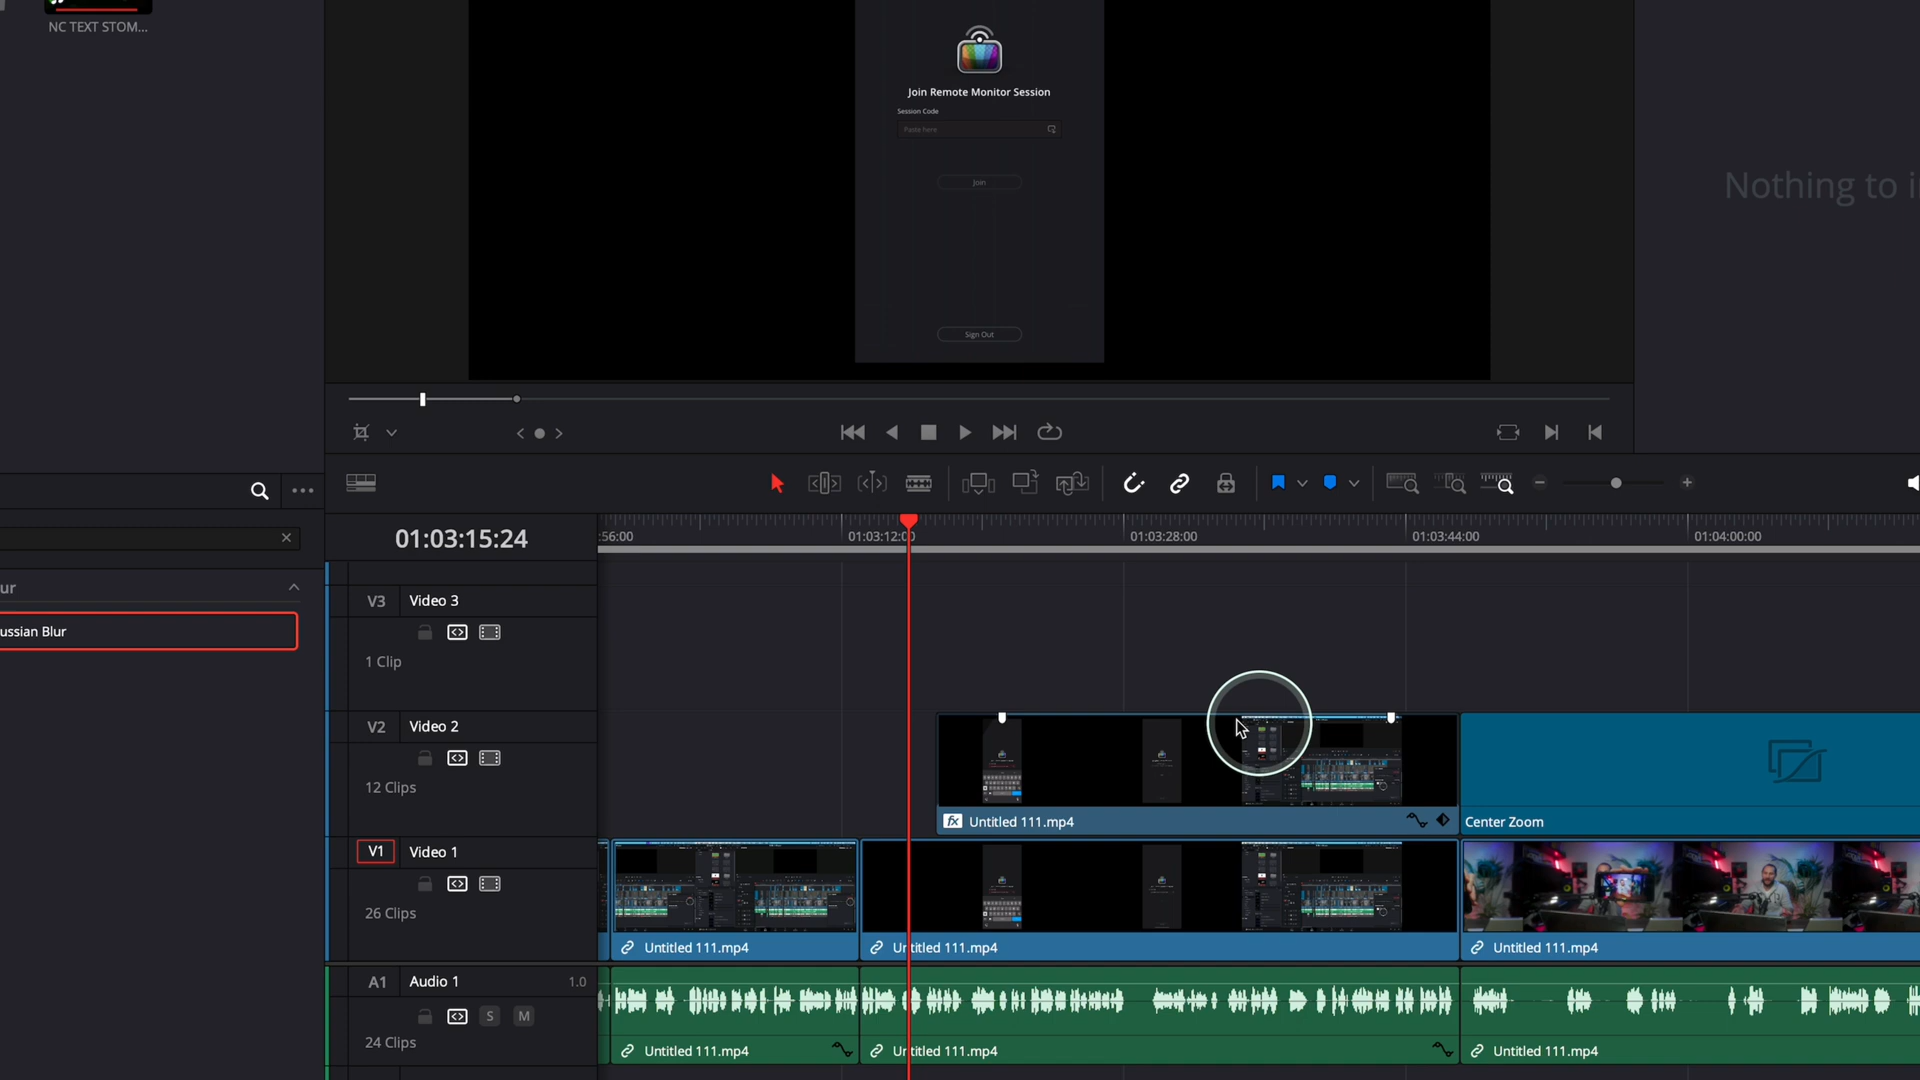 NC TEXT STOM...
Join Remote Monitor Session
Session Code
Paste here
Join
Sign Out
Nothing to i
01:03:15:24
:56:00
01:03:12:00
01:03:28:00
01:03:44:00
01:04:00:00
ur
ussian Blur
V3
Video 3
1 Clip
V2
Video 2
12 Clips
fx
Untitled 111.mp4
Center Zoom
V1
Video 1
26 Clips
Untitled 111.mp4
Untitled 111.mp4
Untitled 111.mp4
A1
Audio 1
1.0
S
M
24 Clips
Untitled 111.mp4
Untitled 111.mp4
Untitled 111.mp4